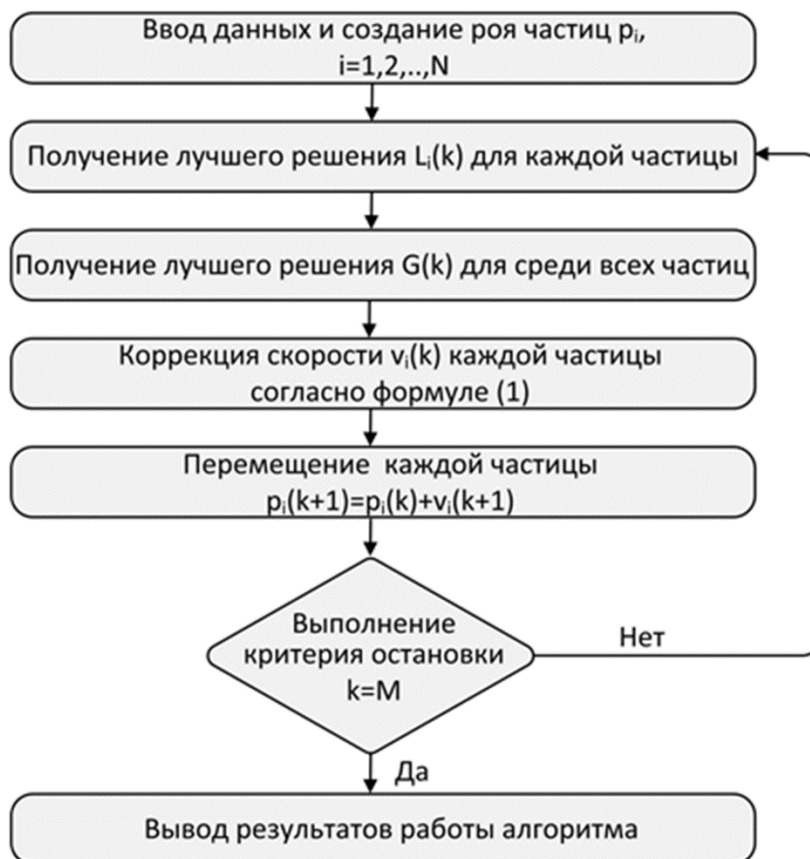 Ввод данных и создание роя частиц pᵢ,
i=1,2,..,N
Получение лучшего решения Lᵢ(k) для каждой частицы
Получение лучшего решения G(k) для среди всех частиц
Коррекция скорости vᵢ(k) каждой частицы
согласно формуле (1)
Перемещение каждой частицы
pᵢ(k+1)=pᵢ(k)+vᵢ(k+1)
Выполнение
критерия остановки
k=M
Нет
Да
Вывод результатов работы алгоритма